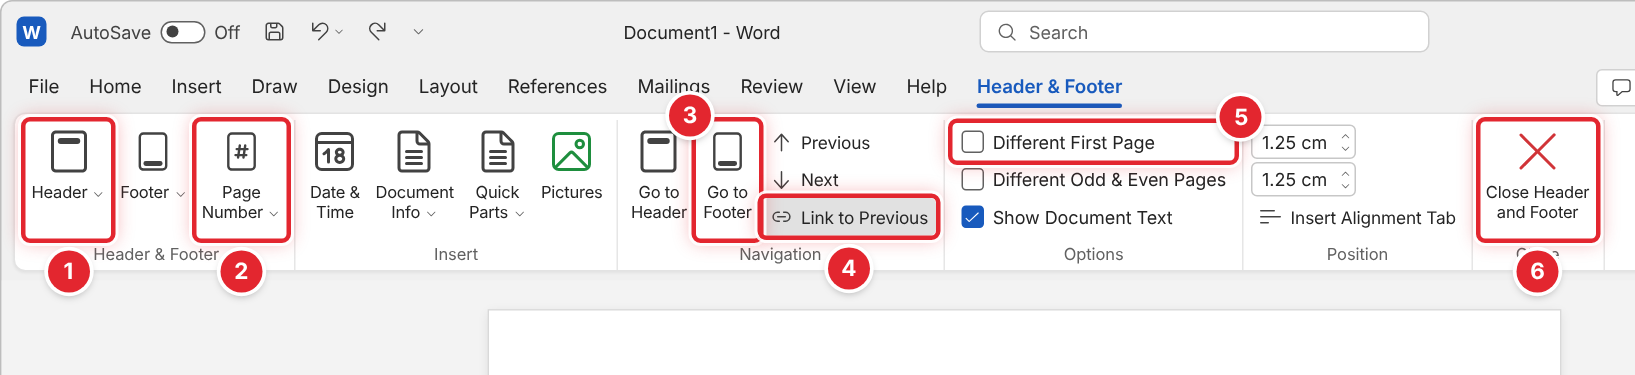 W AutoSave Off Document1 - Word Search
File Home Insert Draw Design Layout References Mailings Review View Help Header & Footer
3 5
Header Footer Page Number # Date & Time 18 Document Info Quick Parts Pictures
Go to Header Go to Footer
Previous
Next
Link to Previous
Different First Page
Different Odd & Even Pages
Show Document Text
1.25 cm
1.25 cm
Insert Alignment Tab
Close Header
and Footer
Header & Footer Insert Navigation Options Position
1 2 4 6